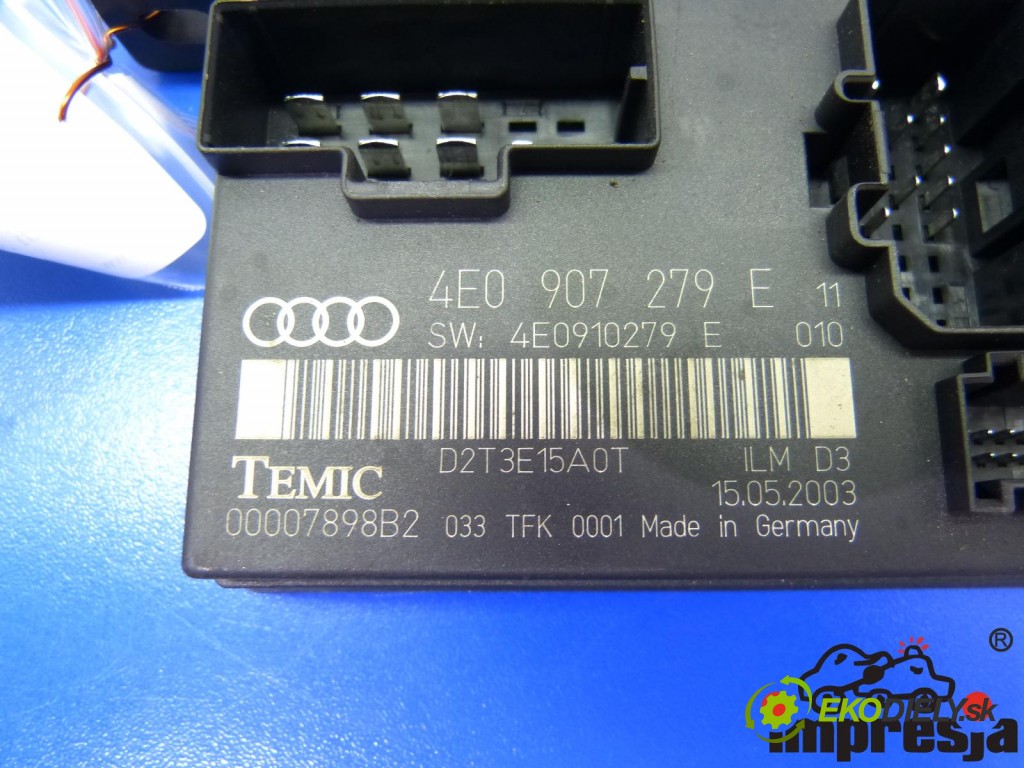 4E0 907 279 E 11
SW: 4E0910279 E 010
D2T3E15A0T ILM D3
TEMIC 15.05.2003
00007898B2 033 TFK 0001 Made in Germany
®
EKODIELY.sk
impresja